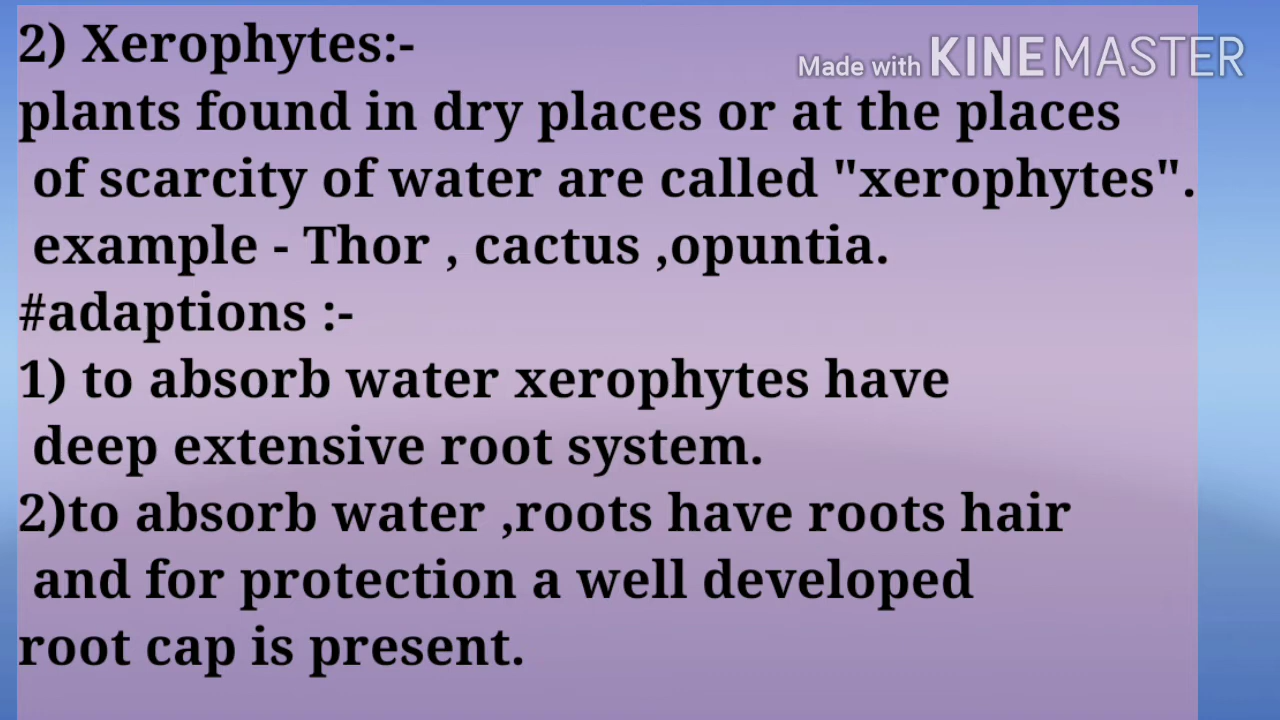 2) Xerophytes:-
Made with KINEMASTER
plants found in dry places or at the places
of scarcity of water are called "xerophytes".
example - Thor , cactus ,opuntia.
#adaptions :-
1) to absorb water xerophytes have
deep extensive root system.
2)to absorb water ,roots have roots hair
and for protection a well developed
root cap is present.